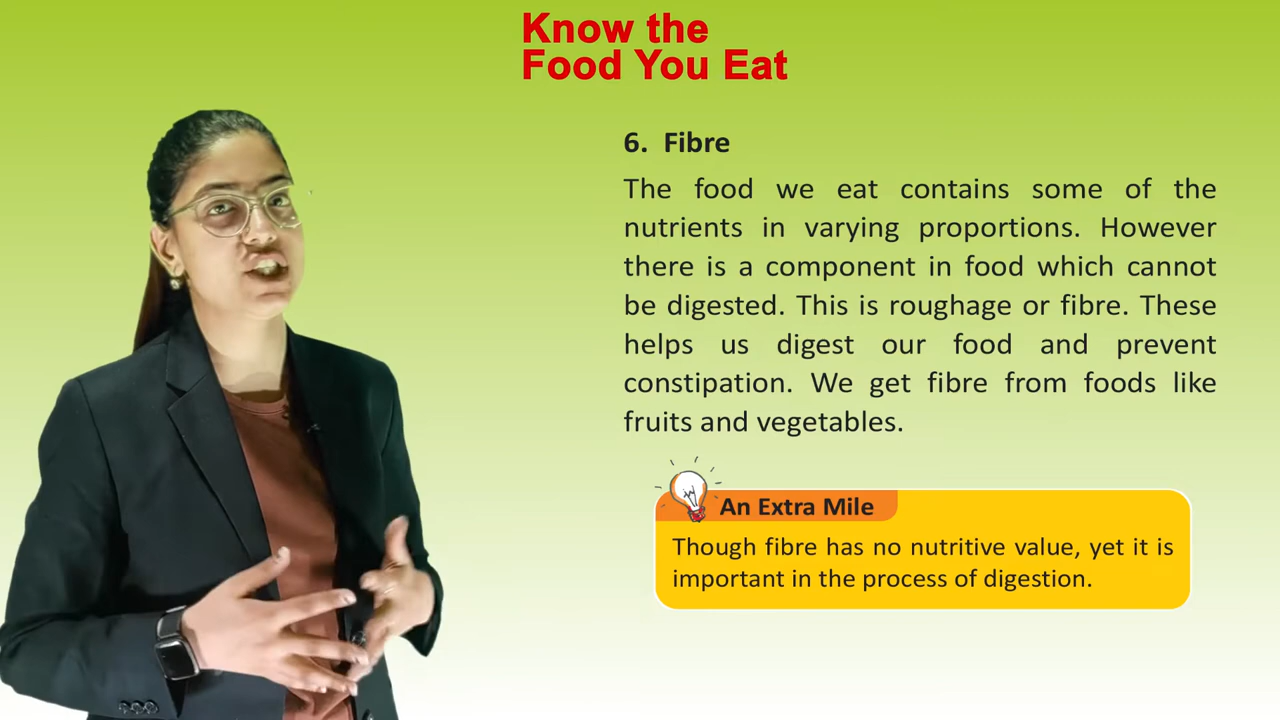 Know the
Food You Eat
6. Fibre
The food we eat contains some of the
nutrients in varying proportions. However
there is a component in food which cannot
be digested. This is roughage or fibre. These
helps us digest our food and prevent
constipation. We get fibre from foods like
fruits and vegetables.
An Extra Mile
Though fibre has no nutritive value, yet it is
important in the process of digestion.